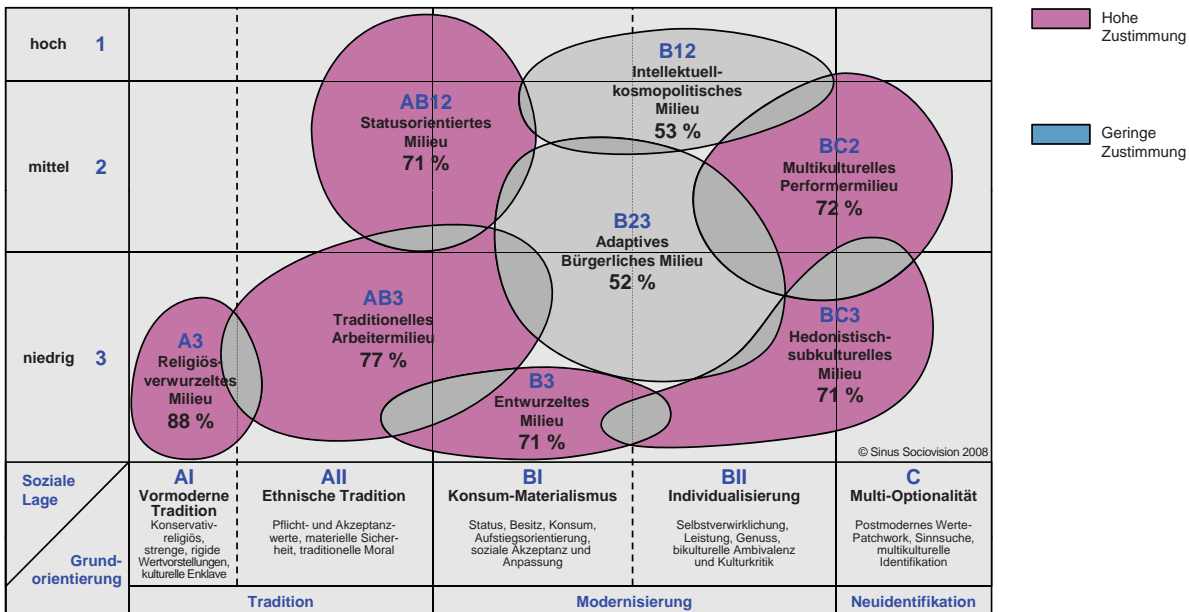 hoch 1
mittel 2
niedrig 3
B12
Intellektuell-
kosmopolitisches
Milieu
53 %
AB12
Statusorientiertes
Milieu
71 %
BC2
Multikulturelles
Performermilieu
72 %
B23
Adaptives
Bürgerliches Milieu
52 %
AB3
Traditionelles
Arbeitermilieu
77 %
BC3
Hedonistisch-
subkulturelles
Milieu
71 %
A3
Religiös-
verwurzeltes
Milieu
88 %
B3
Entwurzeltes
Milieu
71 %
© Sinus Sociovision 2008
Hohe
Zustimmung
Geringe
Zustimmung
Soziale
Lage
Grund-
orientierung
AI
Vormoderne
Tradition
Konservativ-
religiös,
strenge, rigide
Wertvorstellungen,
kulturelle Enklave
AII
Ethnische Tradition
Pflicht- und Akzeptanz-
werte, materielle Sicher-
heit, traditionelle Moral
BI
Konsum-Materialismus
Status, Besitz, Konsum,
Aufstiegsorientierung,
soziale Akzeptanz und
Anpassung
BII
Individualisierung
Selbstverwirklichung,
Leistung, Genuss,
bikulturelle Ambivalenz
und Kulturkritik
C
Multi-Optionalität
Postmodernes Werte-
Patchwork, Sinnsuche,
multikulturelle
Identifikation
Tradition
Modernisierung
Neuidentifikation